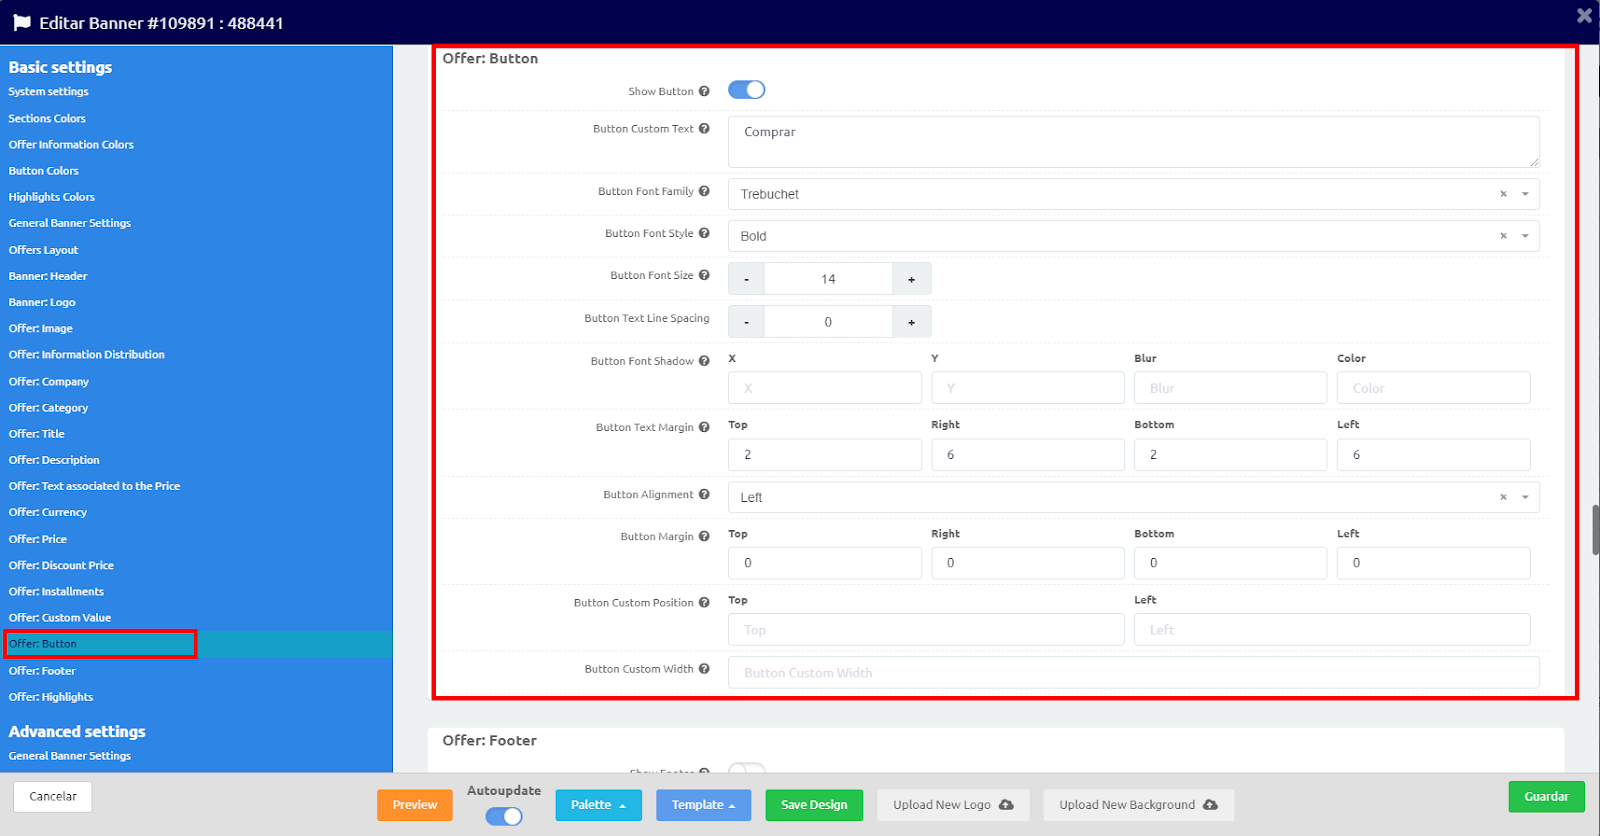 Editar Banner #109891 : 488441
Basic settings
System settings
Sections Colors
Offer Information Colors
Button Colors
Highlights Colors
General Banner Settings
Offers Layout
Banner: Header
Banner: Logo
Offer: Image
Offer: Information Distribution
Offer: Company
Offer: Category
Offer: Title
Offer: Description
Offer: Text associated to the Price
Offer: Currency
Offer: Price
Offer: Discount Price
Offer: Installments
Offer: Custom Value
Offer: Button
Offer: Footer
Offer: Highlights
Advanced settings
General Banner Settings
Offer: Button
Show Button
Button Custom Text Comprar
Button Font Family Trebuchet
Button Font Style Bold
Button Font Size - 14 +
Button Text Line Spacing - 0 +
X Y Blur Color
Button Font Shadow
X Y Blur Color
Top Right Bottom Left
Button Text Margin
2 6 2 6
Button Alignment Left
Top Right Bottom Left
Button Margin
0 0 0 0
Top Left
Button Custom Position
Top Left
Button Custom Width Button Custom Width
Offer: Footer
Show Footer
Cancelar
Preview
Autoupdate
Palette
Template
Save Design
Upload New Logo
Upload New Background
Guardar